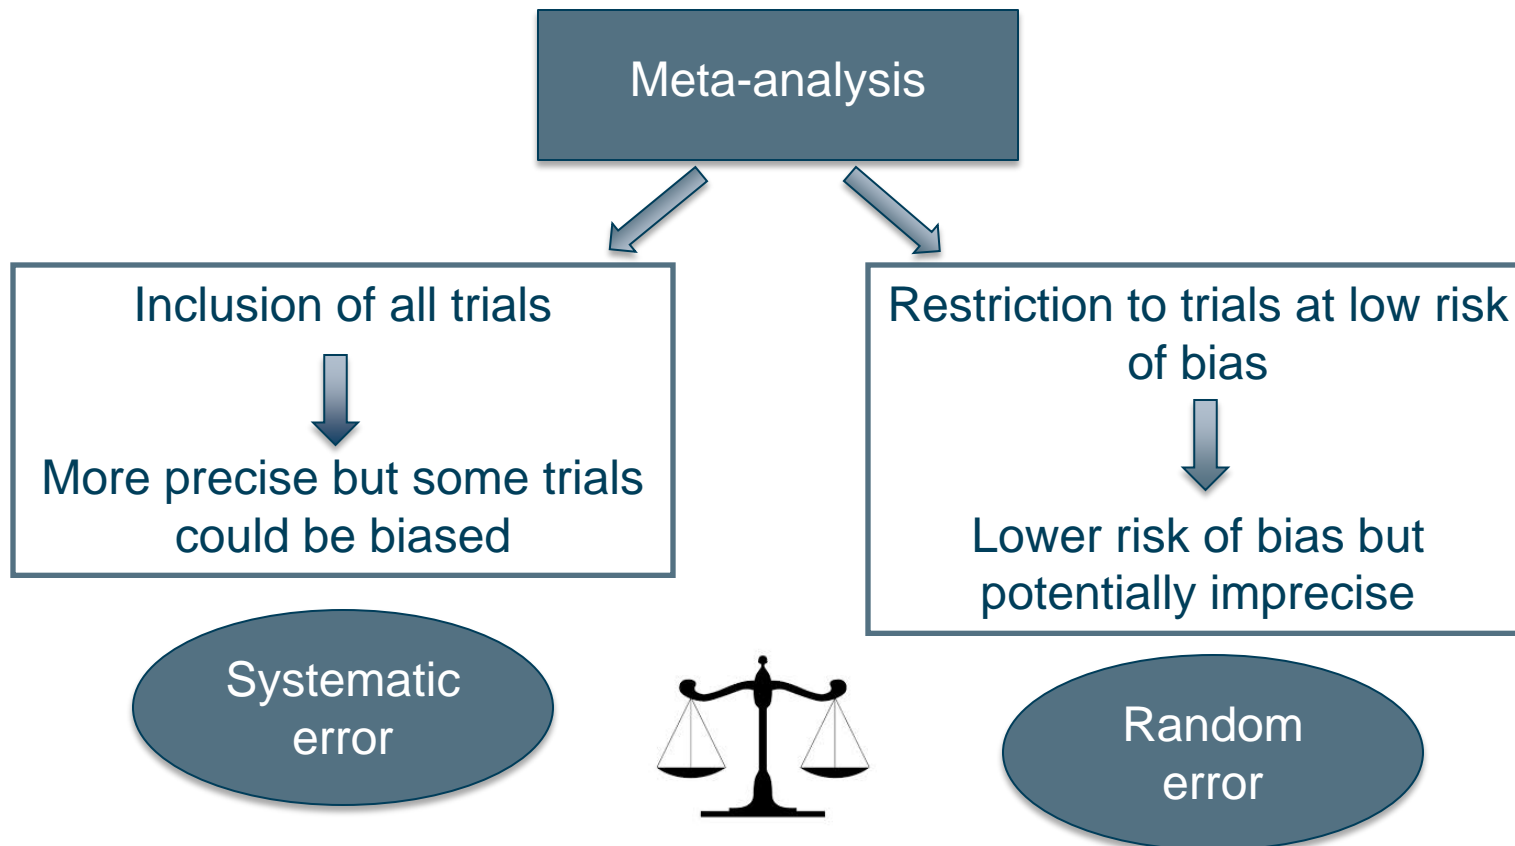 Meta-analysis
Inclusion of all trials
More precise but some trials
could be biased
Systematic
error
Restriction to trials at low risk
of bias
Lower risk of bias but
potentially imprecise
Random
error